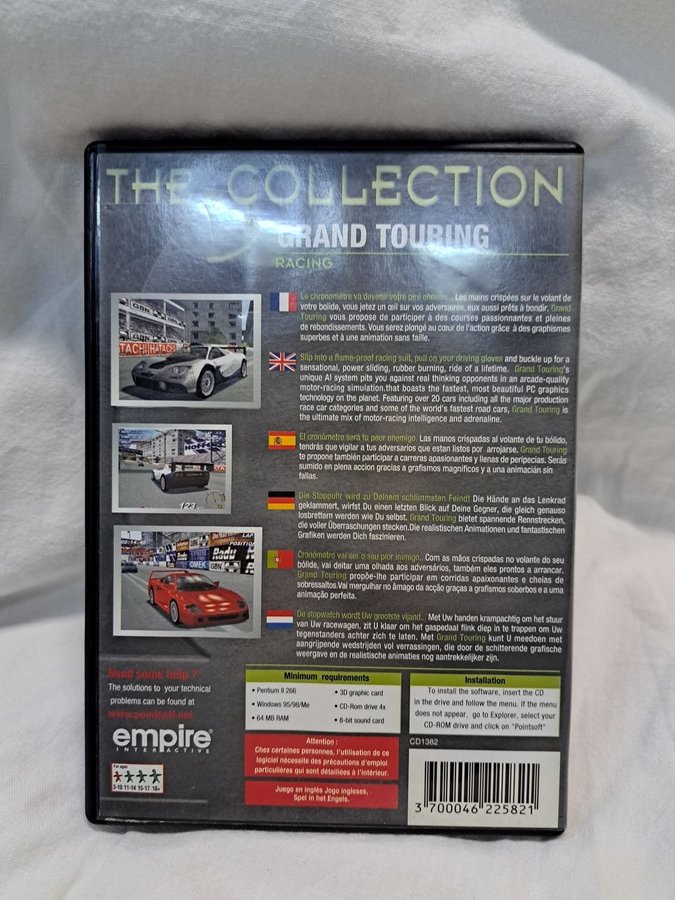 THE COLLECTION
GRAND TOURING
RACING
Le chronomètre va devenir votre pire ennemi... Les mains crispées sur le volant de
votre bolide, vous jetez un œil sur vos adversaires, eux aussi prêts à bondir. Grand
Touring vous propose de participer à des courses passionnantes et pleines
de rebondissements. Vous serez plongé au cœur de l'action grâce à des graphismes
superbes et à une animation sans faille.
Slip into a flame-proof racing suit, pull on your driving gloves and buckle up for a
sensational, power sliding, rubber burning, ride of a lifetime. Grand Touring's
unique AI system pits you against real thinking opponents in an arcade-quality
motor-racing simulation.that boasts the fastest, most beautiful PC graphics
technology on the planet. Featuring over 20 cars including all the major production
race car categories and some of the world's fastest road cars, Grand Touring is
the ultimate mix of motor-racing intelligence and adrenaline.
El cronómetro será tu peor enemigo. Las manos crispadas al volante de tu bólido,
tendrás que vigilar a tus adversarios que estan listos por arrojarse. Grand Touring
te propone también participar a carreras apasionantes y llenas de peripecias. Serás
sumido en plena accion gracias a grafismos magníficos y a una animacián sin
fallas.
Die Stoppuhr wird zu Deinem schlimmsten Feind! Die Hände an das Lenkrad
geklammert, wirfst Du einen letzten Blick auf Deine Gegner, die gleich genauso
losbrettern werden wie Du selbst. Grand Touring bietet spannende Rennstrecken,
die voller Überraschungen stecken.Die realistischen Animationen und fantastischen
Grafiken werden Dich faszinieren.
Cronómetro vai ser o seu pior inimigo...Com as mãos crispadas no volante do seu
bólide, vai deitar uma olhada aos adversários, também eles prontos a arrancar.
Grand Touring propõe-lhe participar em corridas apaixonantes e cheias de
sobressaltos.Vai mergulhar no âmago da acção graças a grafismos soberbos e a uma
animação perfeita.
De stopwatch wordt Uw grootste vijand... Met Uw handen krampachtig om het stuur
van Uw racewagen, zit U klaar om het gaspedaal flink diep in te trappen om Uw
tegenstanders achter zich te laten. Met Grand Touring kunt U meedoen met
aangrijpende wedstrijden vol verrassingen, die door de schitterende grafische
weergave en de realistische animaties nog aantrekkelijker zijn.
Need some help ?
The solutions to your technical
problems can be found at
www.pointsoft.net
empire
INTERACTIVE
For ages
3-10 11-14 15-17 18+
Minimum requirements
• Pentium II 266
• Windows 95/98/Me
• 64 MB RAM
• 3D graphic card
• CD-Rom drive 4x
• 8-bit sound card
Attention :
Chez certaines personnes, l'utilisation de ce
logiciel nécessite des précautions d'emploi
particulières qui sont détaillées à l'intérieur.
Juego en inglés Jogo ingleses,
Spel in het Engels.
Installation
To install the software, insert the CD
in the drive and follow the menu. If the menu
does not appear, go to Explorer, select your
CD-ROM drive and click on "Pointsoft"
CD1382
3 700046 225821